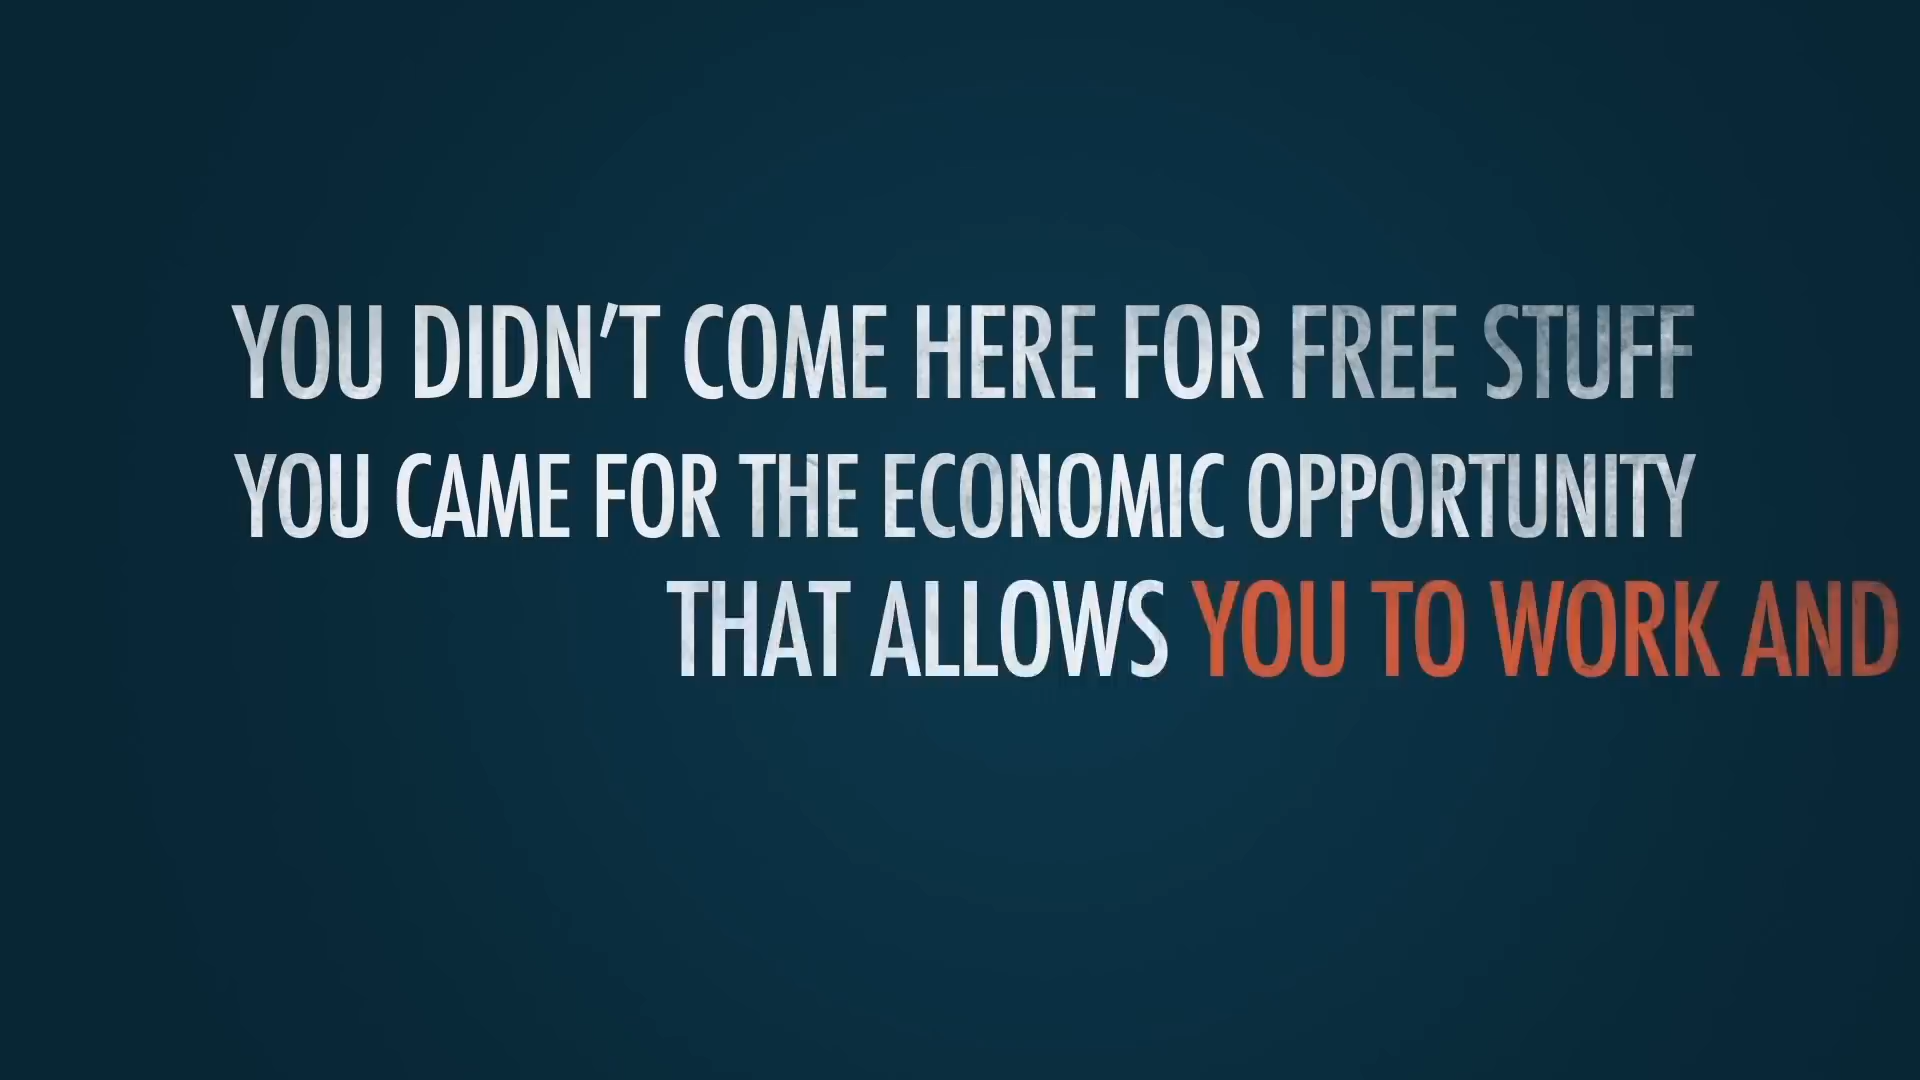 YOU DIDN'T COME HERE FOR FREE STUFF
YOU CAME FOR THE ECONOMIC OPPORTUNITY
THAT ALLOWS YOU TO WORK AND